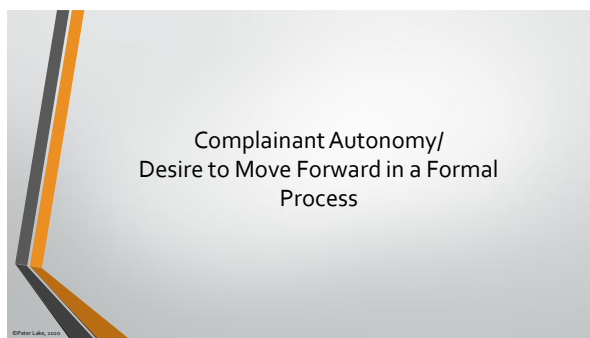 Complainant Autonomy/
Desire to Move Forward in a Formal
Process
©Peter Lake, 2020